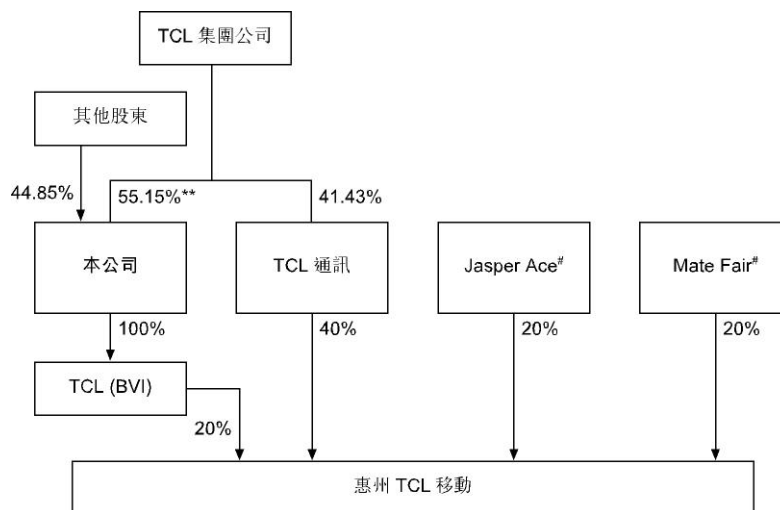 TCL 集團公司
其他股東
44.85%
55.15%**
41.43%
本公司
TCL 通訊
Jasper Ace#
Mate Fair#
100%
40%
20%
20%
TCL (BVI)
20%
惠州 TCL 移動